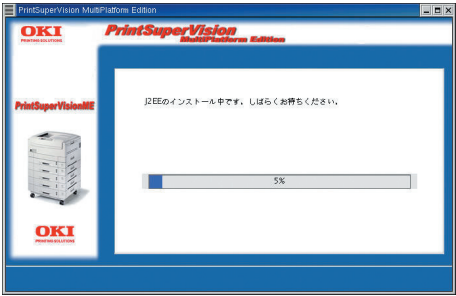 PrintSuperVision MultiPlatform Edition
OKI
PRINTING SOLUTIONS
PrintSuperVision
MultiPlatform Edition
PrintSuperVisionME
J2EEのインストール中です。しばらくお待ちください。
5%
OKI
PRINTING SOLUTIONS